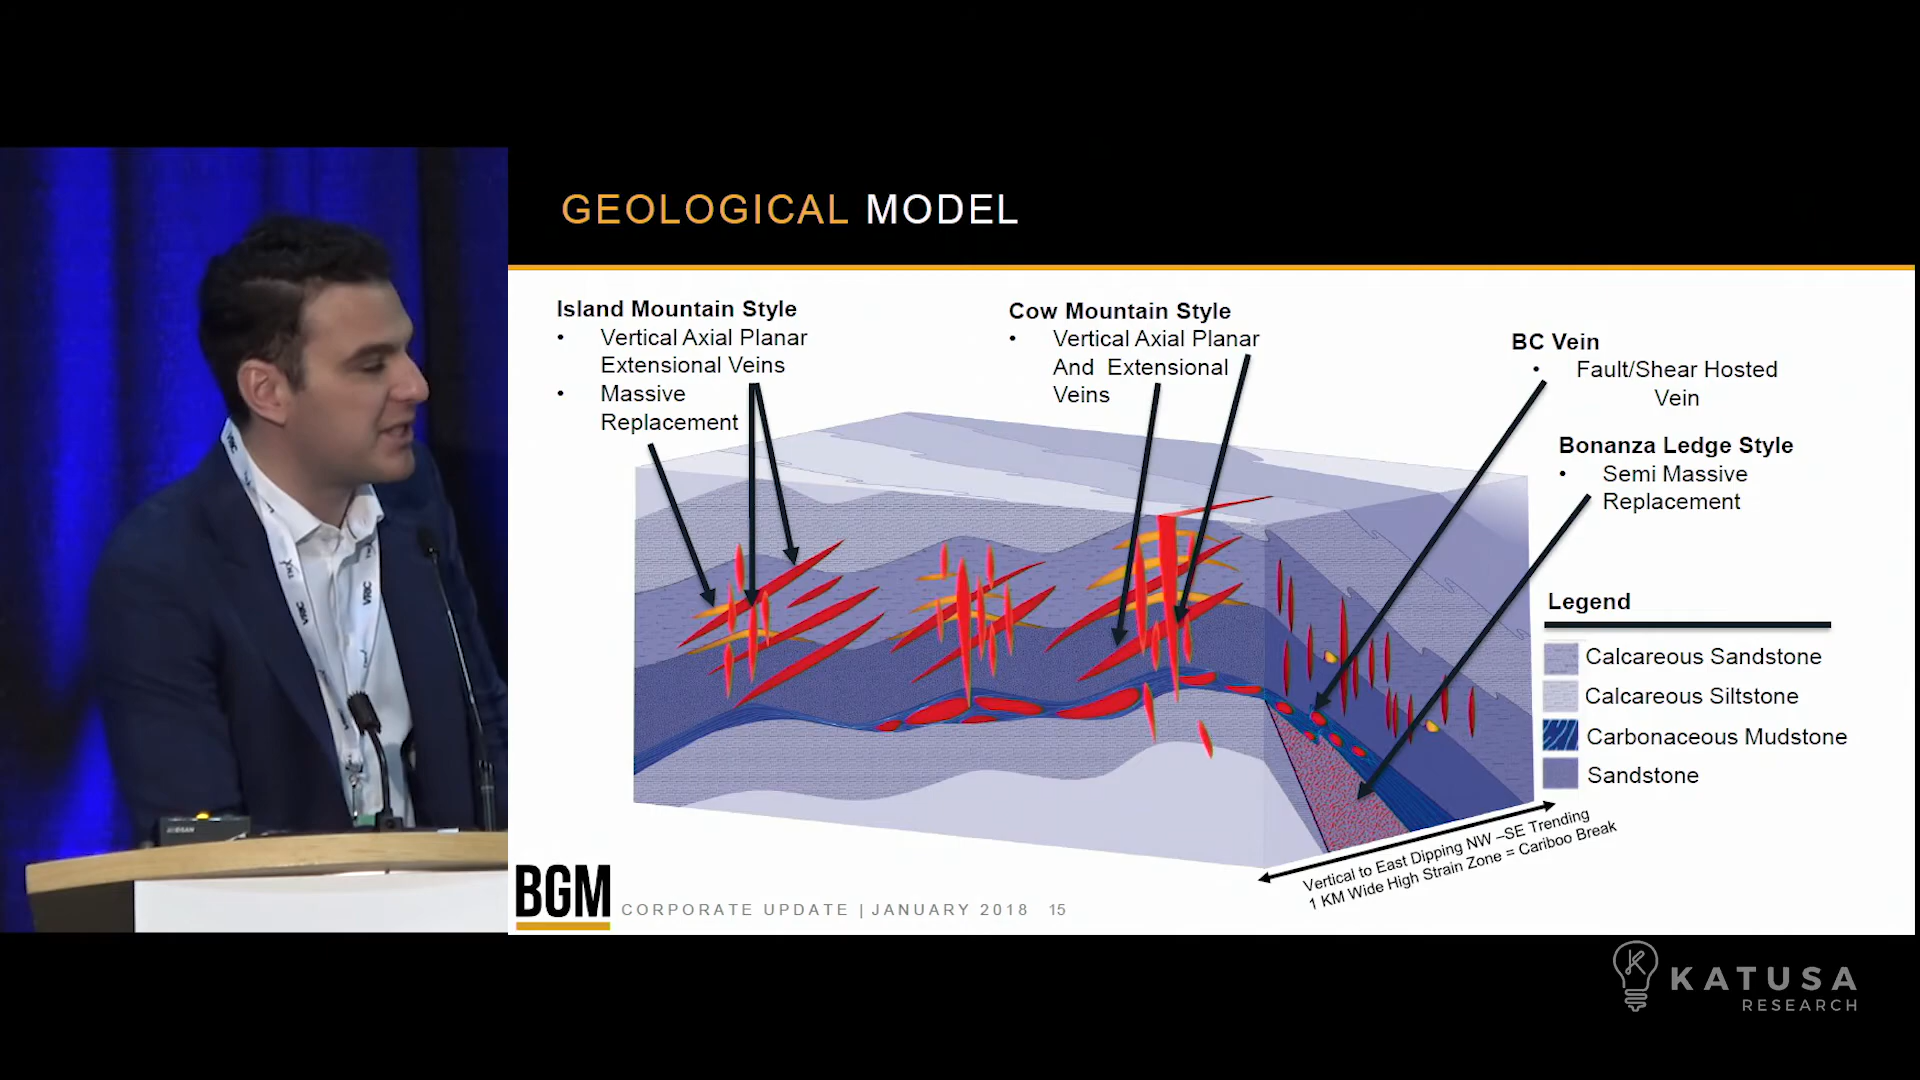 GEOLOGICAL MODEL
Island Mountain Style
• Vertical Axial Planar
Extensional Veins
• Massive
Replacement
Cow Mountain Style
• Vertical Axial Planar
And Extensional
Veins
BC Vein
• Fault/Shear Hosted
Vein
Bonanza Ledge Style
• Semi Massive
Replacement
Legend
Calcareous Sandstone
Calcareous Siltstone
Carbonaceous Mudstone
Sandstone
Vertical to East Dipping NW –SE Trending
1 KM Wide High Strain Zone = Cariboo Break
BGM
CORPORATE UPDATE | JANUARY 2018 15
VRIC
VRIC
VRIC
KATUSA
RESEARCH